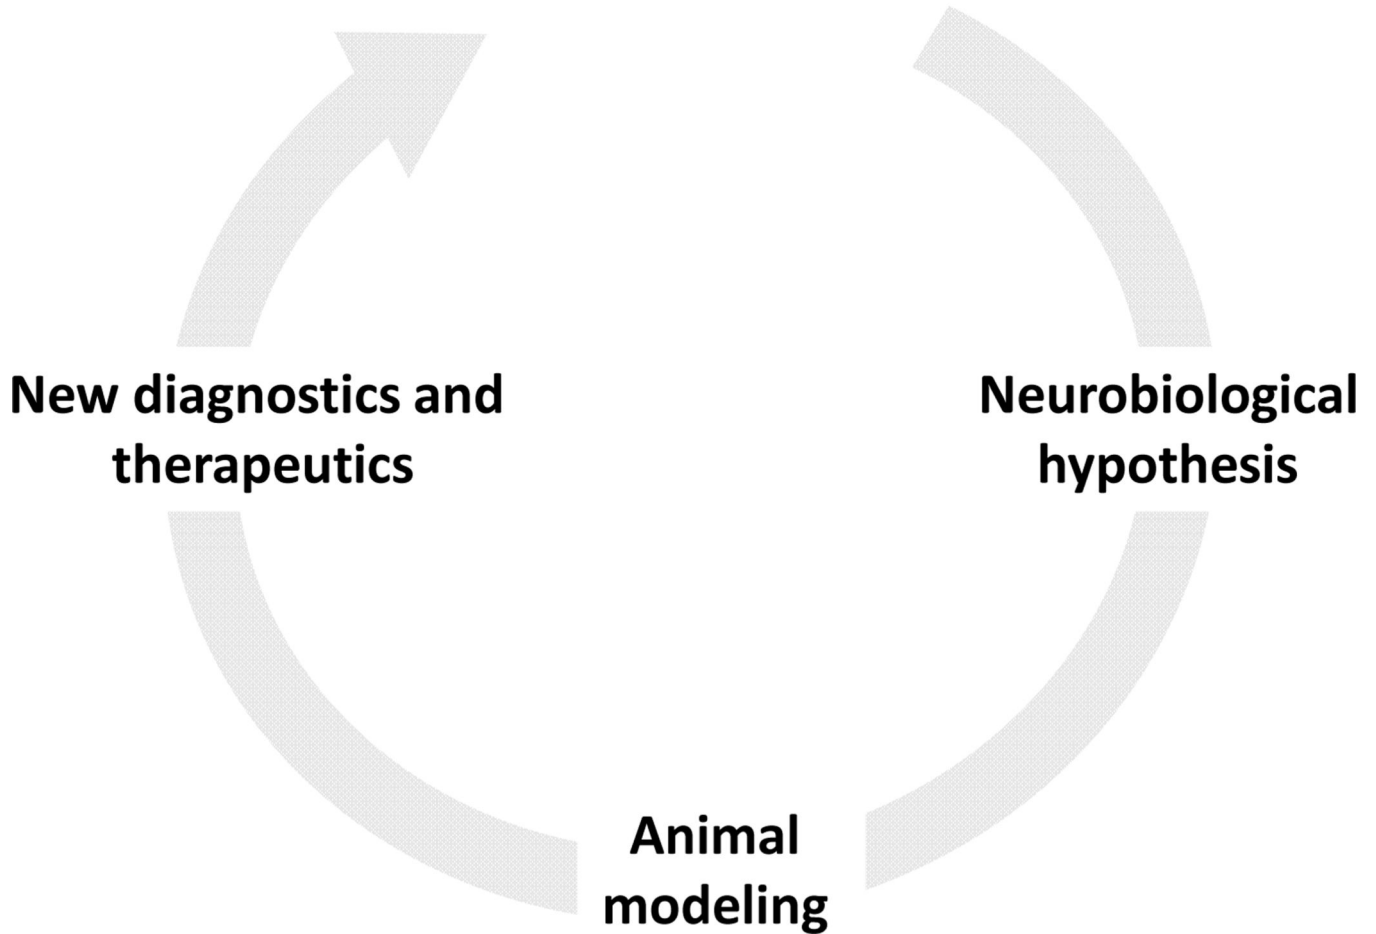 New diagnostics and
therapeutics
Neurobiological
hypothesis
Animal
modeling